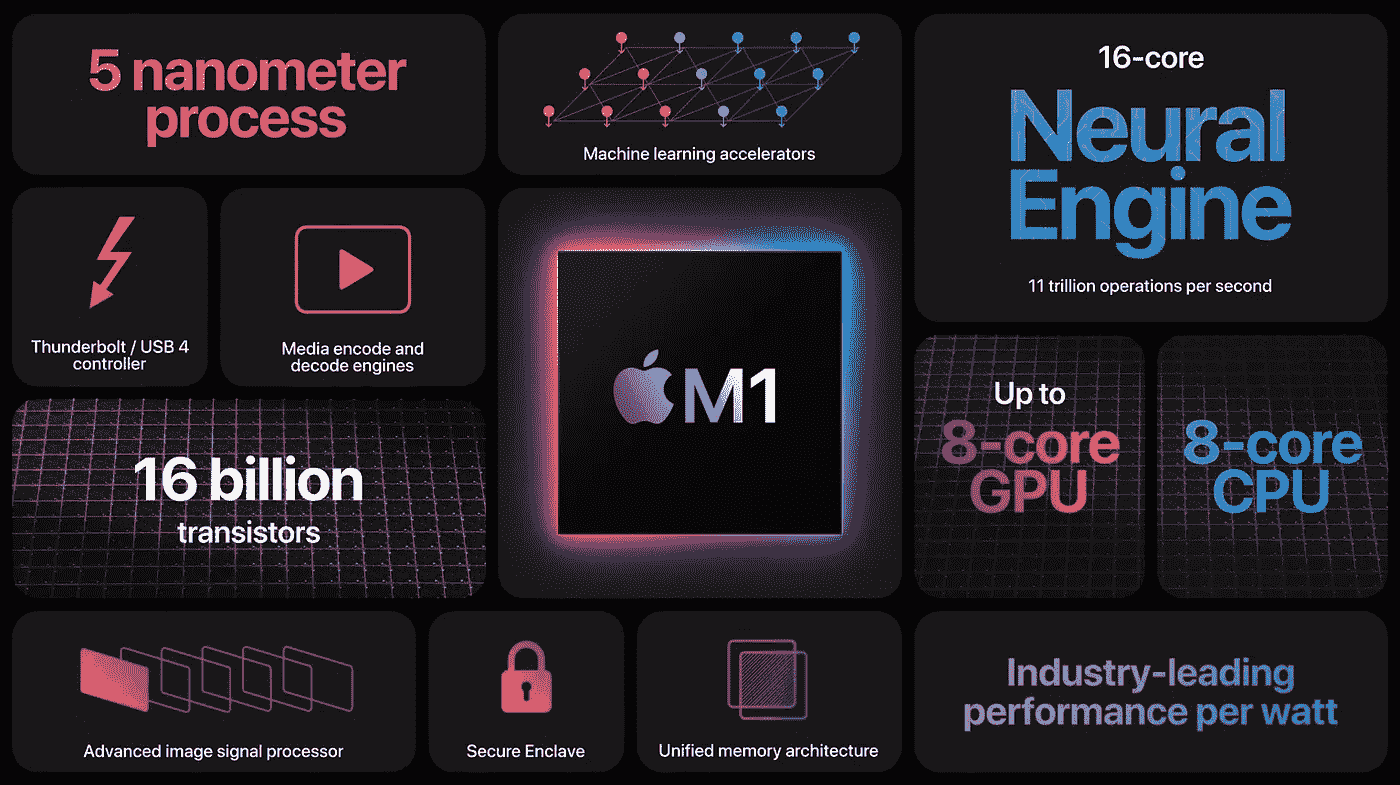 5 nanometer
process
Machine learning accelerators
16-core
Neural
Engine
11 trillion operations per second
Thunderbolt / USB 4
controller
Media encode and
decode engines
M1
Up to
8-core
GPU
8-core
CPU
16 billion
transistors
Advanced image signal processor
Secure Enclave
Unified memory architecture
Industry-leading
performance per watt